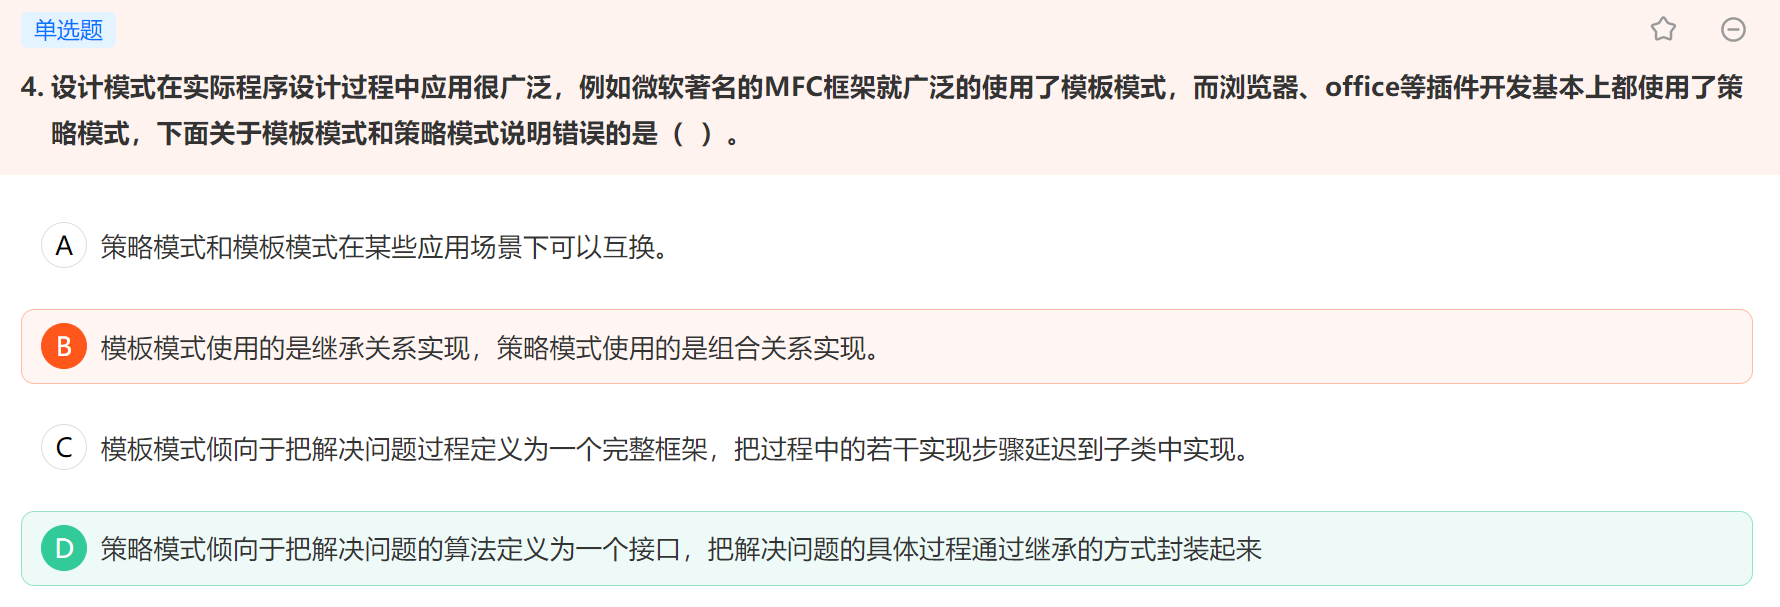 单选题
4. 设计模式在实际程序设计过程中应用很广泛，例如微软著名的MFC框架就广泛的使用了模板模式，而浏览器、office等插件开发基本上都使用了策
略模式，下面关于模板模式和策略模式说明错误的是（ ）。
A 策略模式和模板模式在某些应用场景下可以互换。
B 模板模式使用的是继承关系实现，策略模式使用的是组合关系实现。
C 模板模式倾向于把解决问题过程定义为一个完整框架，把过程中的若干实现步骤延迟到子类中实现。
D 策略模式倾向于把解决问题的算法定义为一个接口，把解决问题的具体过程通过继承的方式封装起来